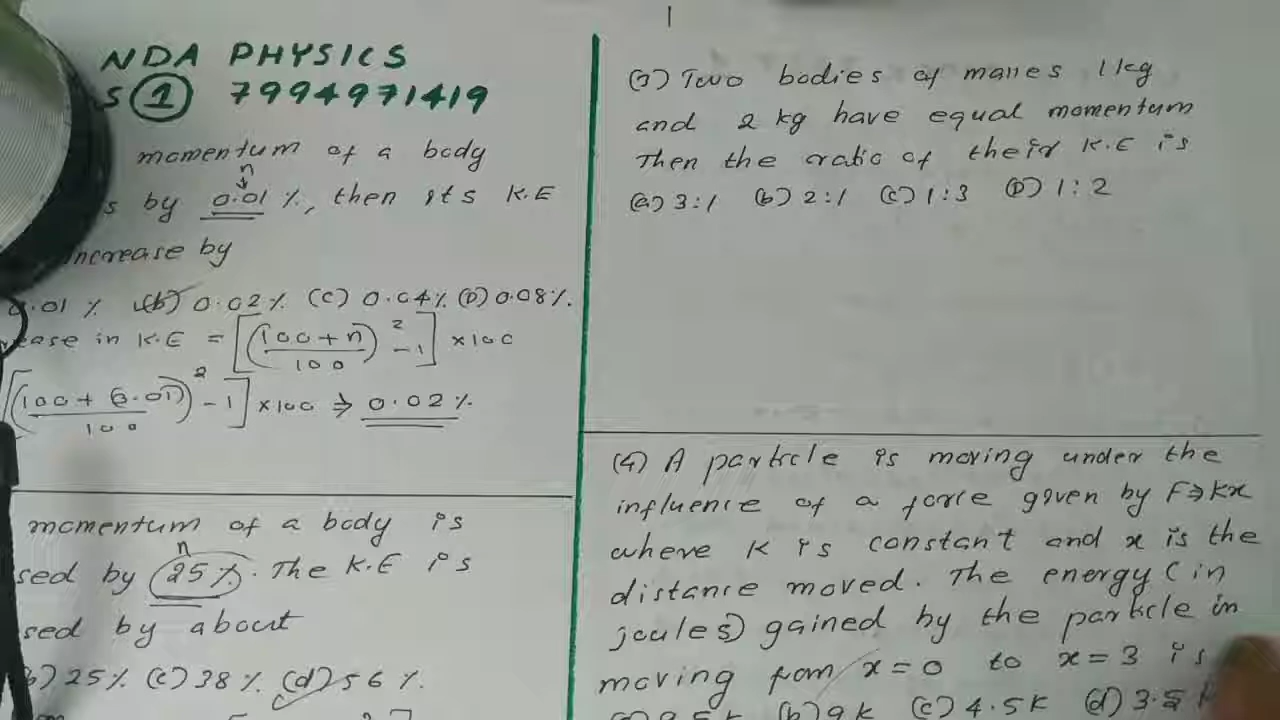 NDA PHYSICS
S 1 7994971419
momentum of a body
n
s by 0.01 %, then its K.E
increase by
0.01 % (b) 0.02% (c) 0.04% (D) 0.08%.
ease in K.E = [(100+n)/100)² -1] × 100
[(100 + (0.01))/100)² - 1] × 100 ⇒ 0.02 %
momentum of a body is
n
sed by 25 %. The K.E is
sed by about
b) 25% (c) 38 % (d) 56 %.
(3) Two bodies of masses 1 kg
and 2 kg have equal momentum
Then the ratio of their K.E is
(a) 3:1 (b) 2:1 (c) 1:3 (D) 1:2
(4) A particle is moving under the
influence of a force given by F=Kx
where K is constant and x is the
distance moved. The energy (in
joules) gained by the particle in
moving from x=0 to x=3 is
(b) 9K (c) 4.5K (d) 3.5